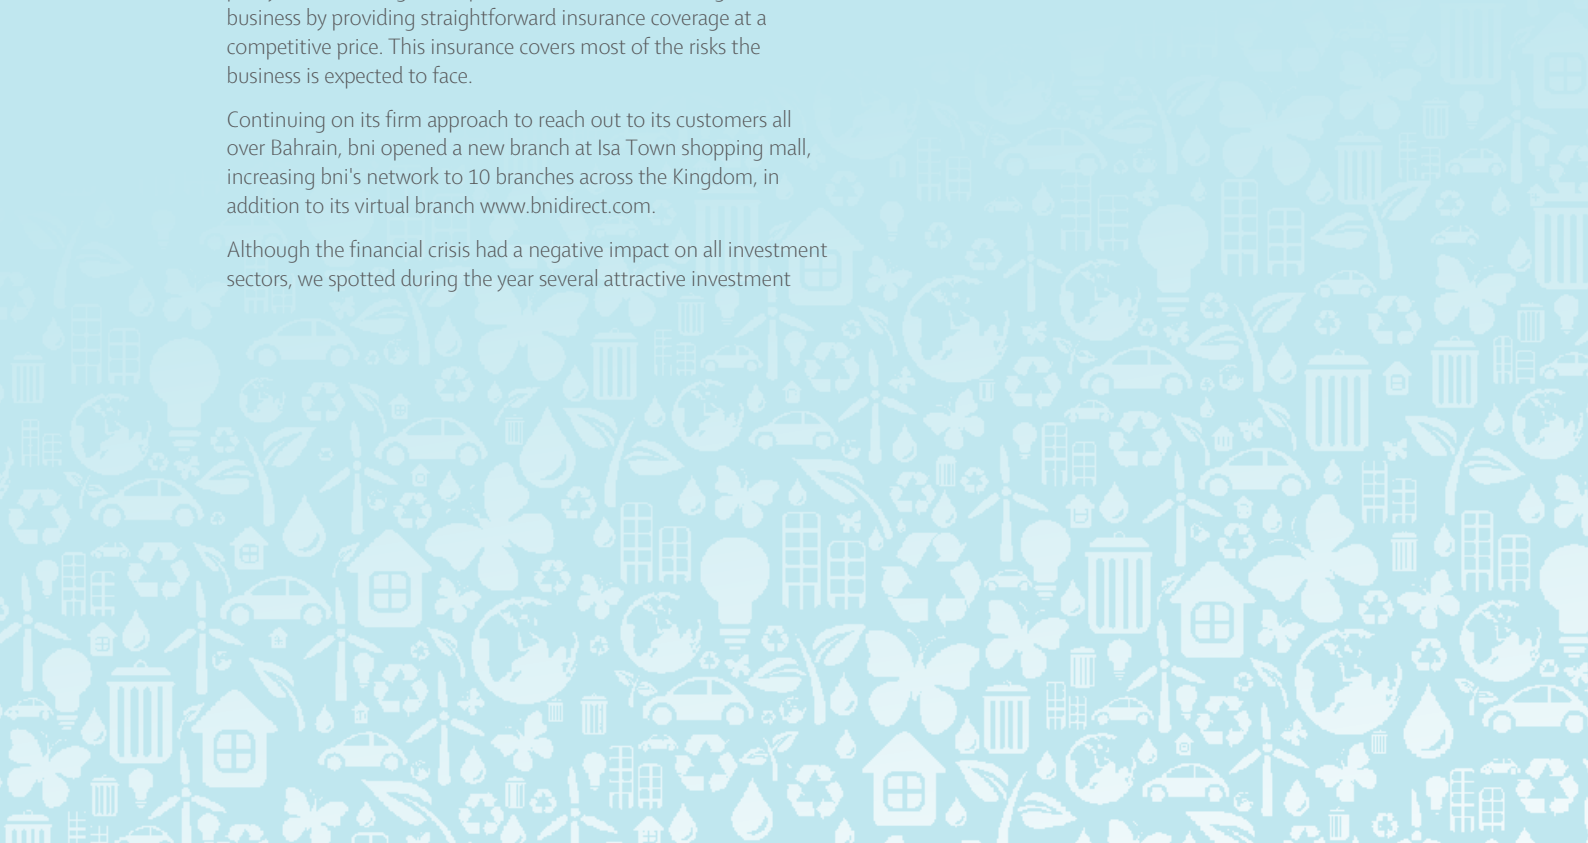 business by providing straightforward insurance coverage at a
competitive price. This insurance covers most of the risks the
business is expected to face.
Continuing on its firm approach to reach out to its customers all
over Bahrain, bni opened a new branch at Isa Town shopping mall,
increasing bni's network to 10 branches across the Kingdom, in
addition to its virtual branch www.bnidirect.com.
Although the financial crisis had a negative impact on all investment
sectors, we spotted during the year several attractive investment